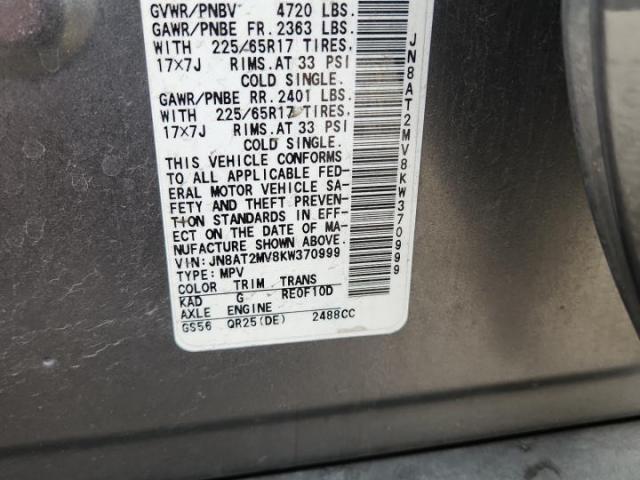 GVWR/PNBV 4720 LBS.
GAWR/PNBE FR. 2363 LBS.
WITH 225/65R17 TIRES,
17×7J RIMS.AT 33 PSI
COLD SINGLE.
GAWR/PNBE RR. 2401 LBS.
WITH 225/65R17 TIRES,
17×7J RIMS.AT 33 PSI
COLD SINGLE.
THIS VEHICLE CONFORMS
TO ALL APPLICABLE FED-
ERAL MOTOR VEHICLE SA-
FETY AND THEFT PREVEN-
TION STANDARDS IN EFF-
ECT ON THE DATE OF MA-
NUFACTURE SHOWN ABOVE.
VIN: JN8AT2MV8KW370999
TYPE: MPV
COLOR TRIM TRANS
KAD G RE0F10D
AXLE ENGINE
GS56 QR25(DE) 2488CC
JN8AT2MV8KW370999